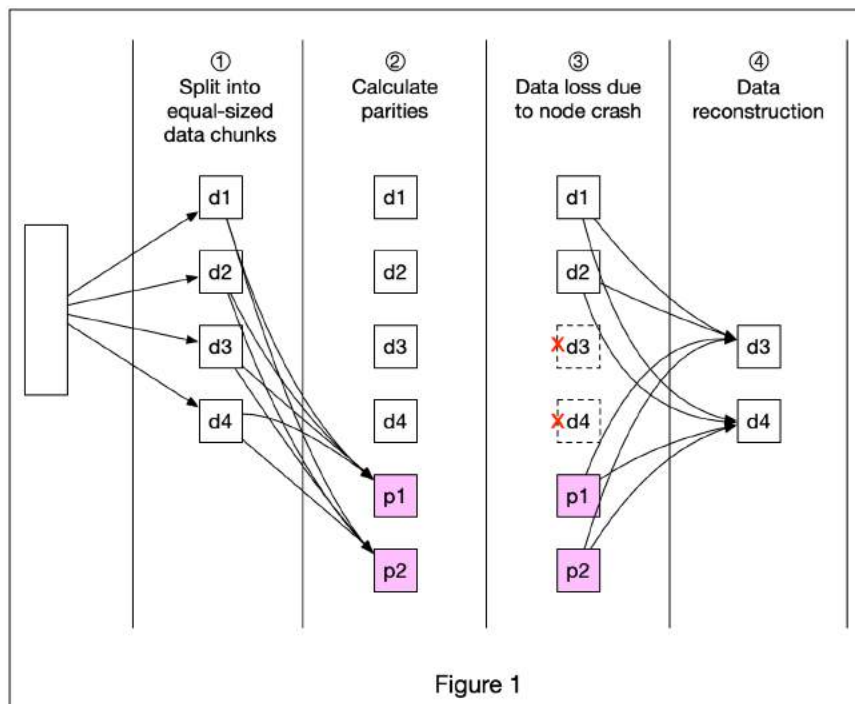 ①
Split into
equal-sized
data chunks
②
Calculate
parities
③
Data loss due
to node crash
④
Data
reconstruction
d1
d1
d1
d2
d2
d2
d3
d3
d3
d3
d4
d4
d4
d4
p1
p1
p2
p2
Figure 1